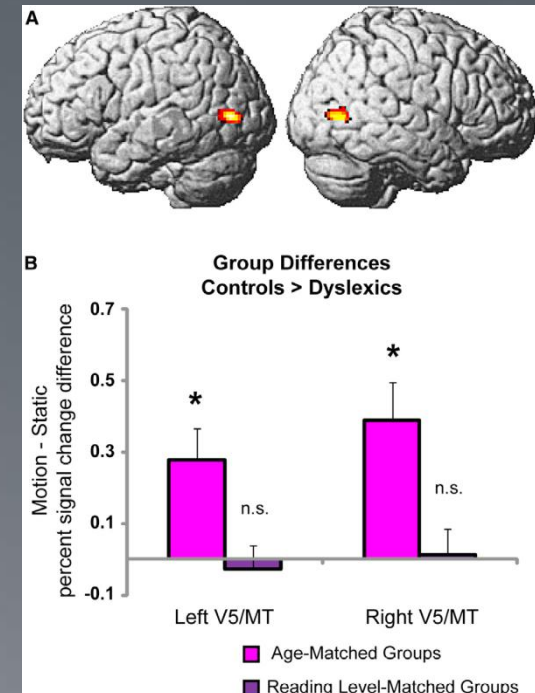 A
B
Group Differences
Controls > Dyslexics
Motion - Static
percent signal change difference
0.7
0.5
0.3
0.1
-0.1
*
n.s.
*
n.s.
Left V5/MT
Right V5/MT
Age-Matched Groups
Reading Level-Matched Groups